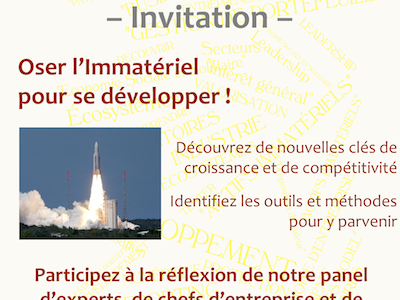 – Invitation –
Oser l’Immatériel
pour se développer !
Découvrez de nouvelles clés de
croissance et de compétitivité
Identifiez les outils et méthodes
pour y parvenir
Participez à la réflexion de notre panel
d’experts, de chefs d’entreprise et de